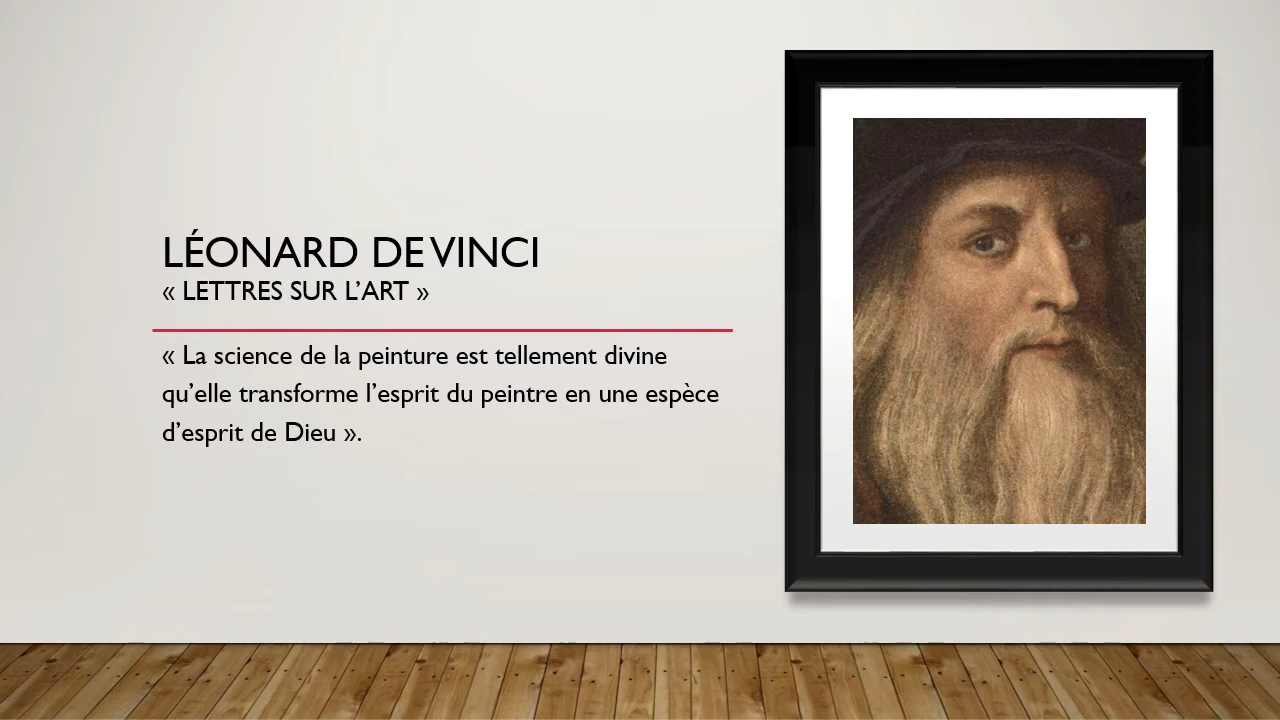 LÉONARD DE VINCI
« LETTRES SUR L’ART »
« La science de la peinture est tellement divine
qu’elle transforme l’esprit du peintre en une espèce
d’esprit de Dieu ».